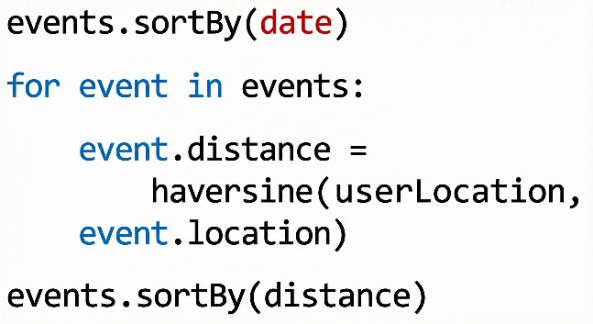 events.sortBy(date)
for event in events:
event.distance =
haversine(userLocation,
event.location)
events.sortBy(distance)